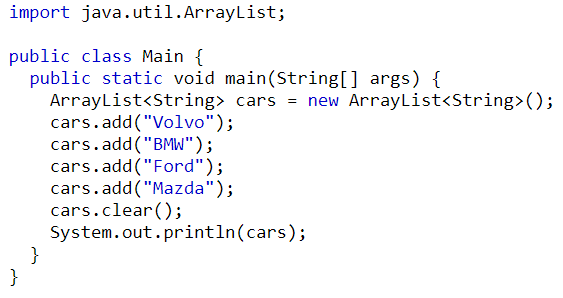 import java.util.ArrayList;

public class Main {
  public static void main(String[] args) {
    ArrayList<String> cars = new ArrayList<String>();
    cars.add("Volvo");
    cars.add("BMW");
    cars.add("Ford");
    cars.add("Mazda");
    cars.clear();
    System.out.println(cars);
  }
}